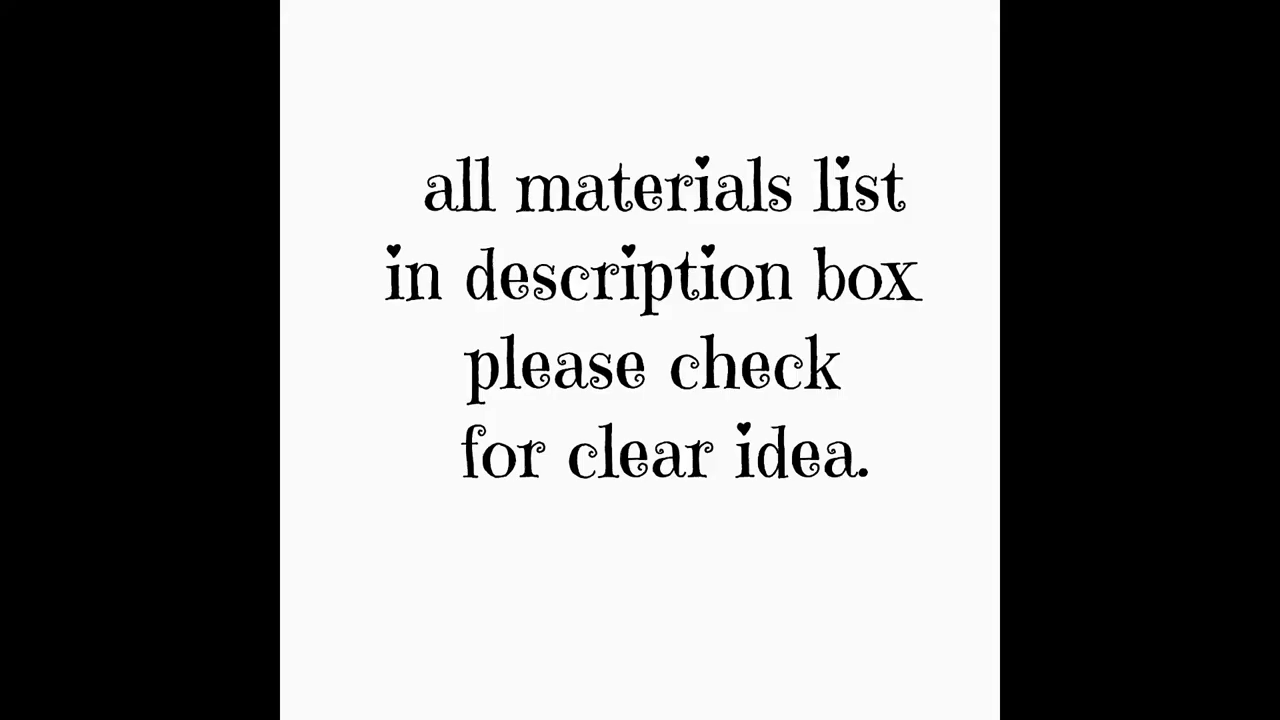 all materials list
in description box
please check
for clear idea.